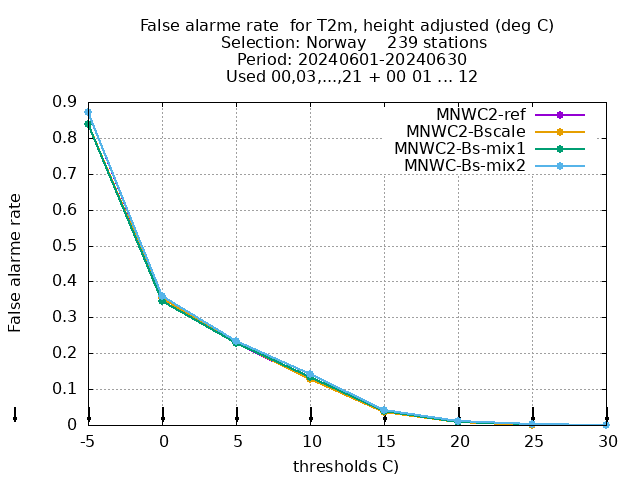 False alarme rate  for T2m, height adjusted (deg C)
Selection: Norway    239 stations
Period: 20240601-20240630
Used 00,03,...,21 + 00 01 ... 12
MNWC2-ref
MNWC2-Bscale
MNWC2-Bs-mix1
MNWC-Bs-mix2
False alarme rate
0.9
0.8
0.7
0.6
0.5
0.4
0.3
0.2
0.1
0
-5 0 5 10 15 20 25 30
thresholds C)